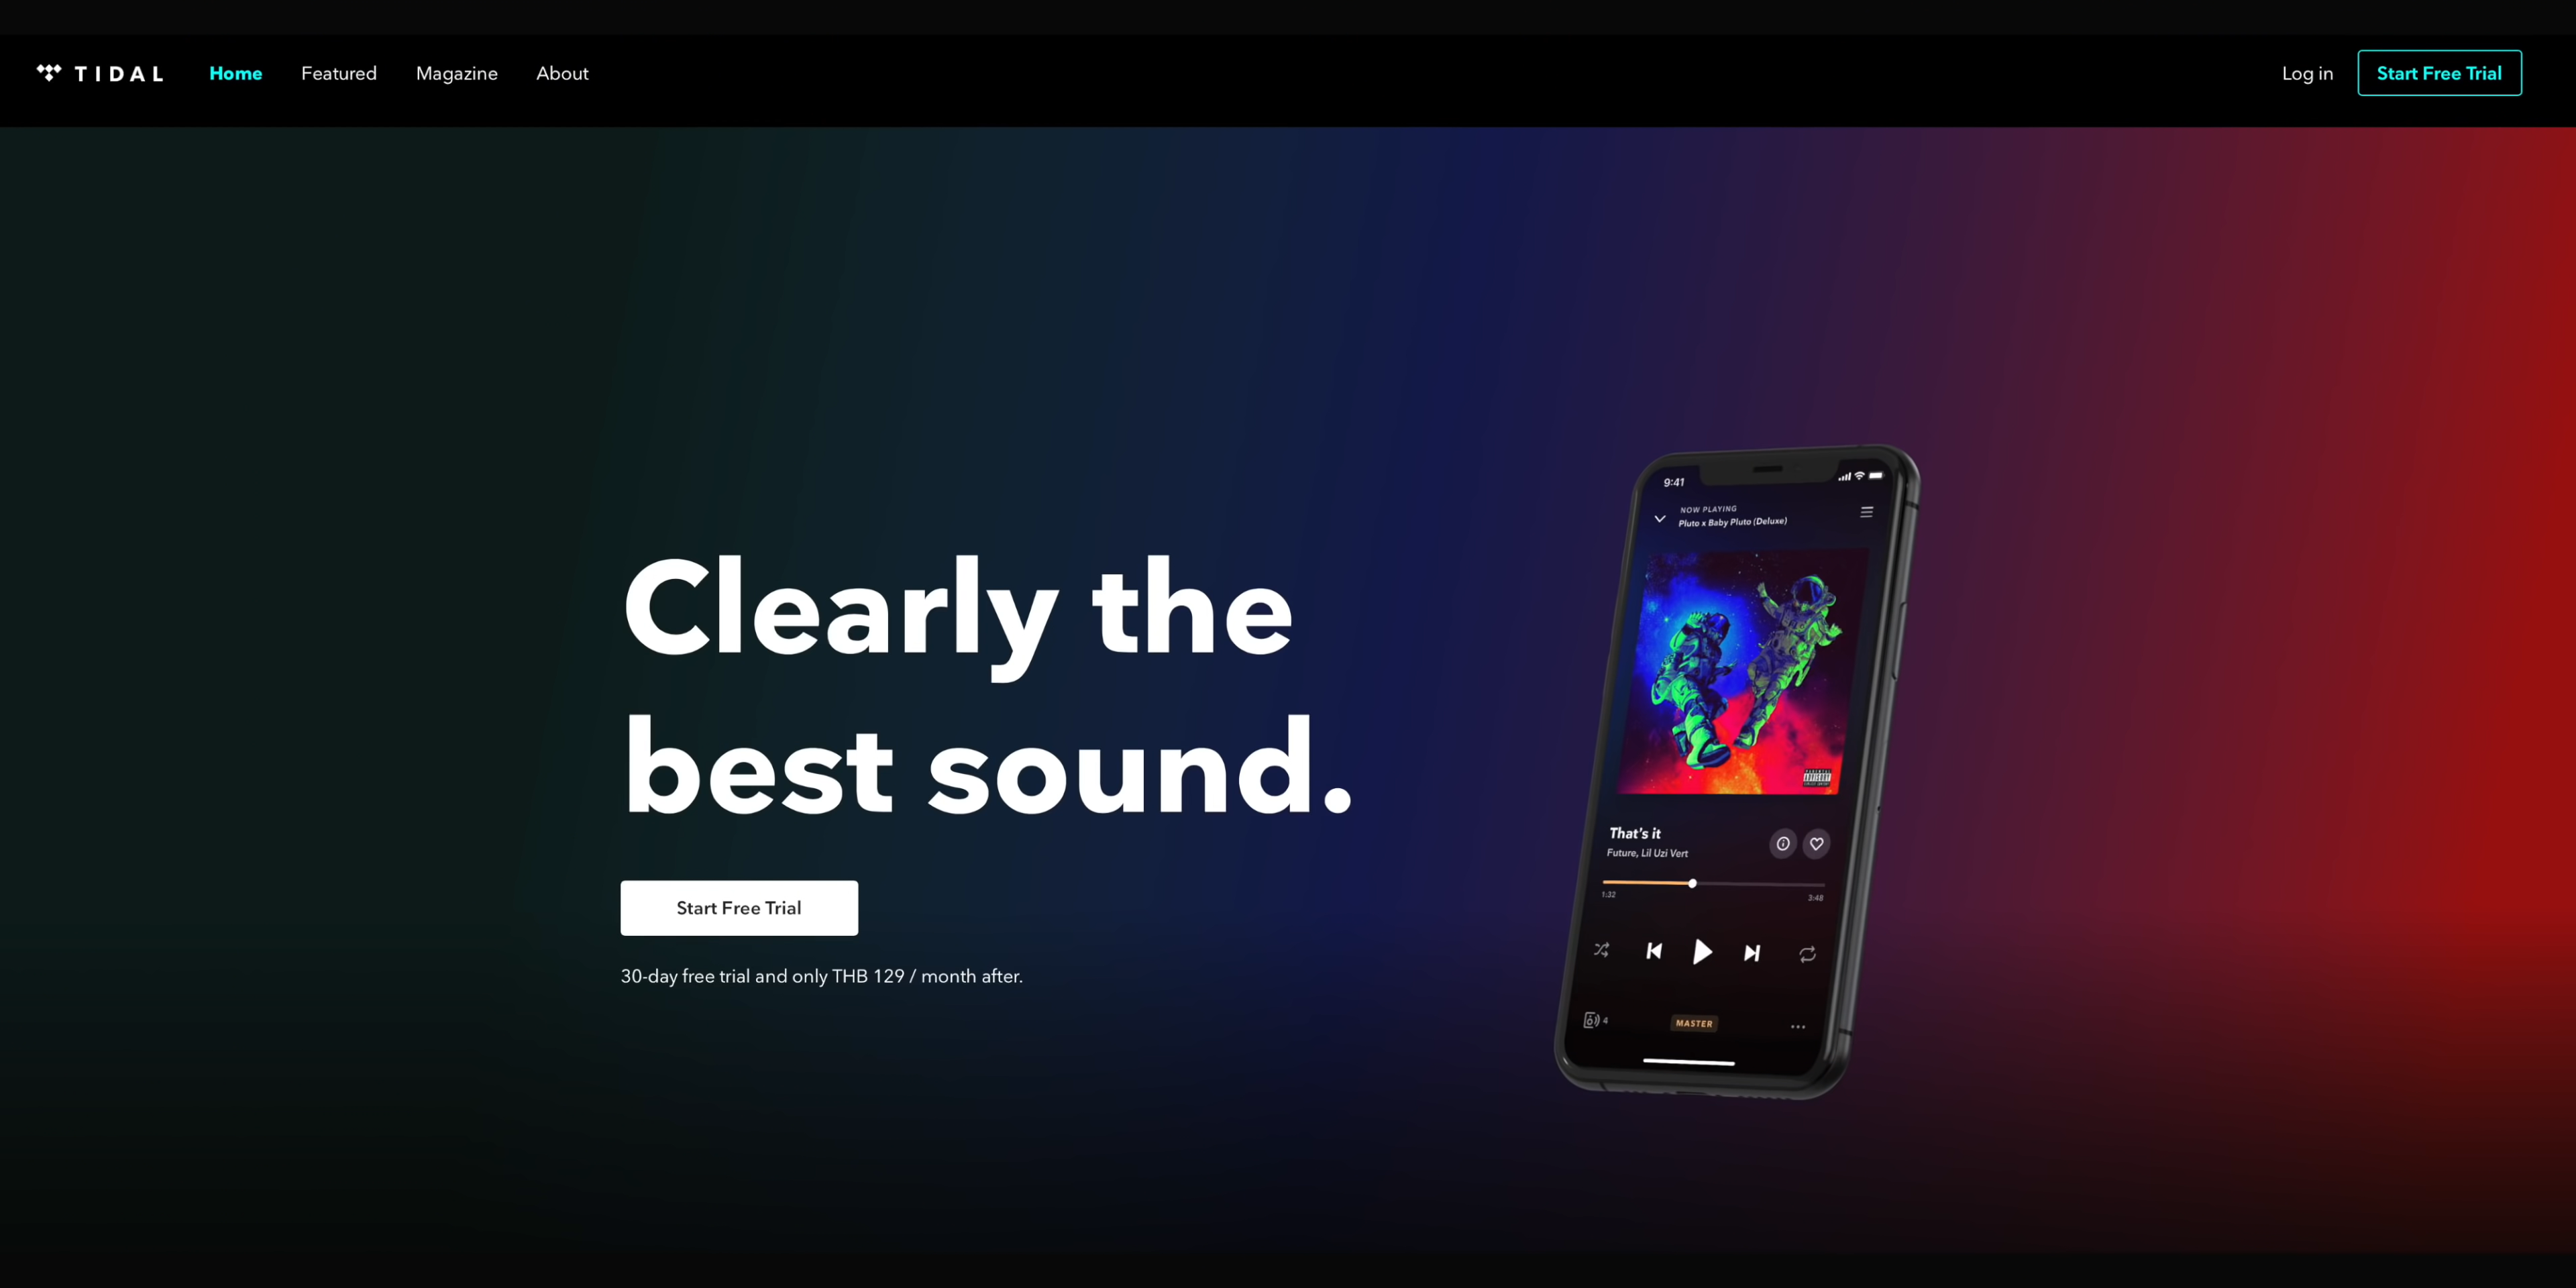 TIDAL
Home
Featured
Magazine
About
Log in
Start Free Trial
Clearly the
best sound.
Start Free Trial
30-day free trial and only THB 129 / month after.
9:41
NOW PLAYING
Pluto x Baby Pluto (Deluxe)
ADVISORY
That's it
Future, Lil Uzi Vert
1:32
3:48
4
MASTER